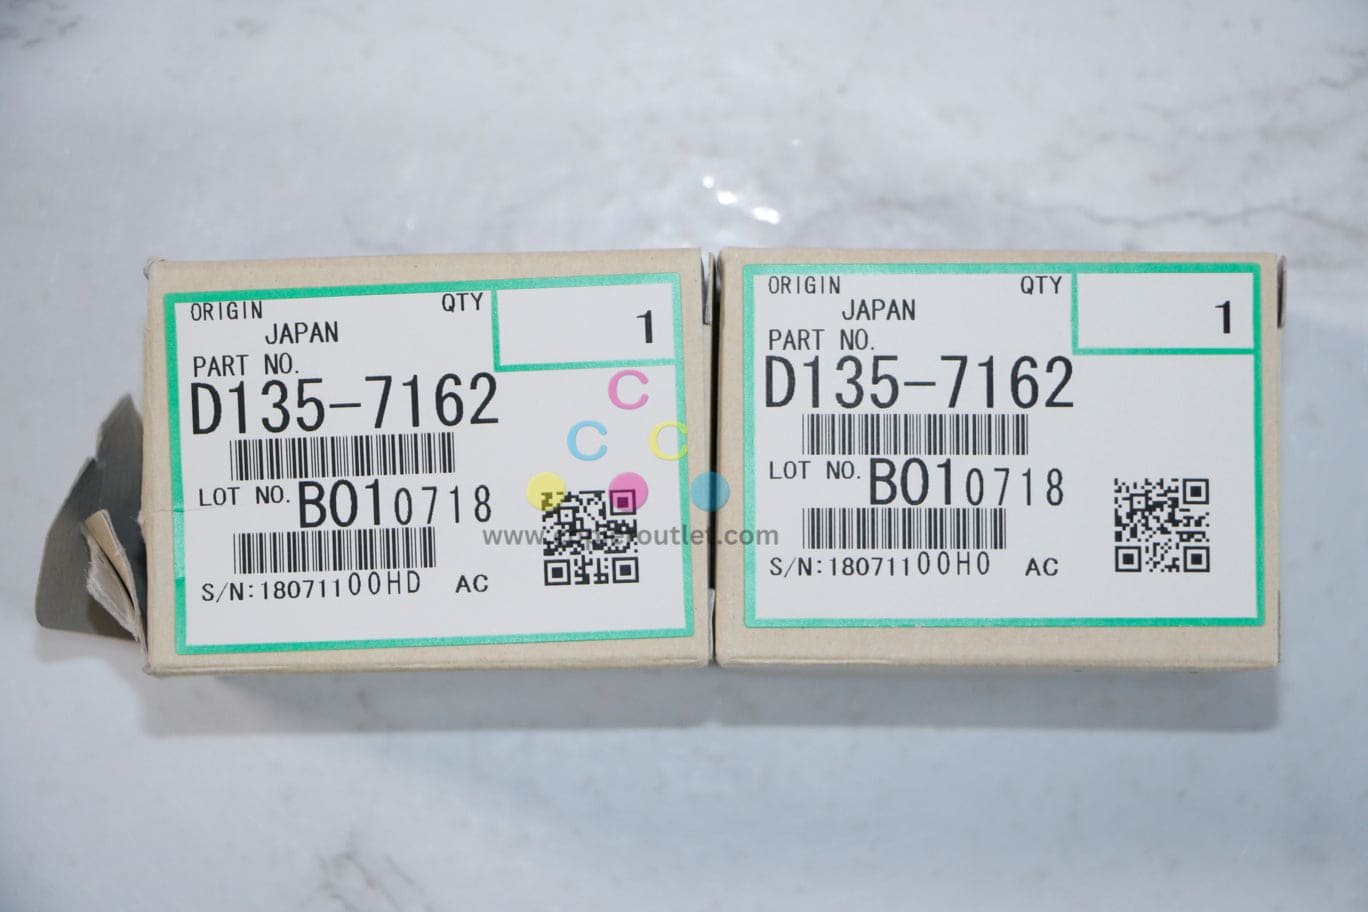 ORIGIN
QTY
1
JAPAN
PART NO.
D135-7162
LOT NO. B010718
S/N:18071100HD AC
ORIGIN
QTY
1
JAPAN
PART NO.
D135-7162
LOT NO. B010718
S/N:18071100H0 AC
C
C C